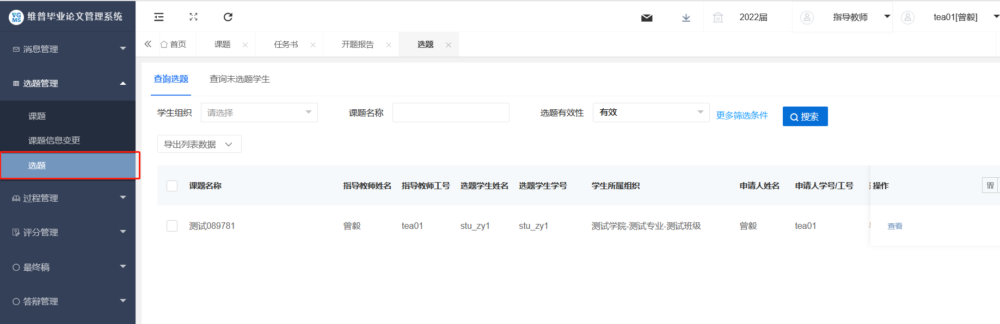 VG
MS
维普毕业论文管理系统
2022届
指导教师
tea01[曾毅]
首页
课题
任务书
开题报告
选题
消息管理
选题管理
课题
课题信息变更
选题
过程管理
评分管理
最终稿
答辩管理
查询选题
查询未选题学生
学生组织
请选择
课题名称
选题有效性
有效
更多筛选条件
搜索
导出列表数据
课题名称 指导教师姓名 指导教师工号 选题学生姓名 选题学生学号 学生所属组织 申请人姓名 申请人学号/工号 操作
测试089781 曾毅 tea01 stu_zy1 stu_zy1 测试学院-测试专业-测试班级 曾毅 tea01 查看